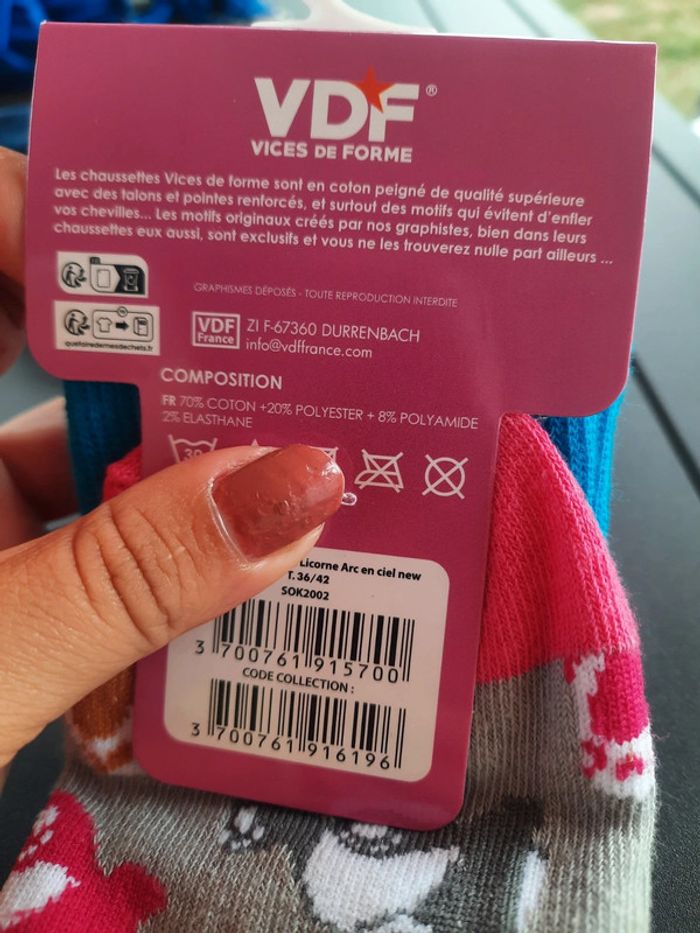 VDF®
VICES DE FORME
Les chaussettes Vices de forme sont en coton peigné de qualité supérieure
avec des talons et pointes renforcés, et surtout des motifs qui évitent d'enfler
vos chevilles... Les motifs originaux créés par nos graphistes, bien dans leurs
chaussettes eux aussi, sont exclusifs et vous ne les trouverez nulle part ailleurs ...
GRAPHISMES DÉPOSÉS - TOUTE REPRODUCTION INTERDITE
quefairedemesdechets.fr
VDF
France
ZI F-67360 DURRENBACH
info@vdffrance.com
COMPOSITION
FR 70% COTON +20% POLYESTER + 8% POLYAMIDE
2% ELASTHANE
30
Licorne Arc en ciel new
T. 36/42
SOK2002
3 700761 915700
CODE COLLECTION :
3 700761 916196